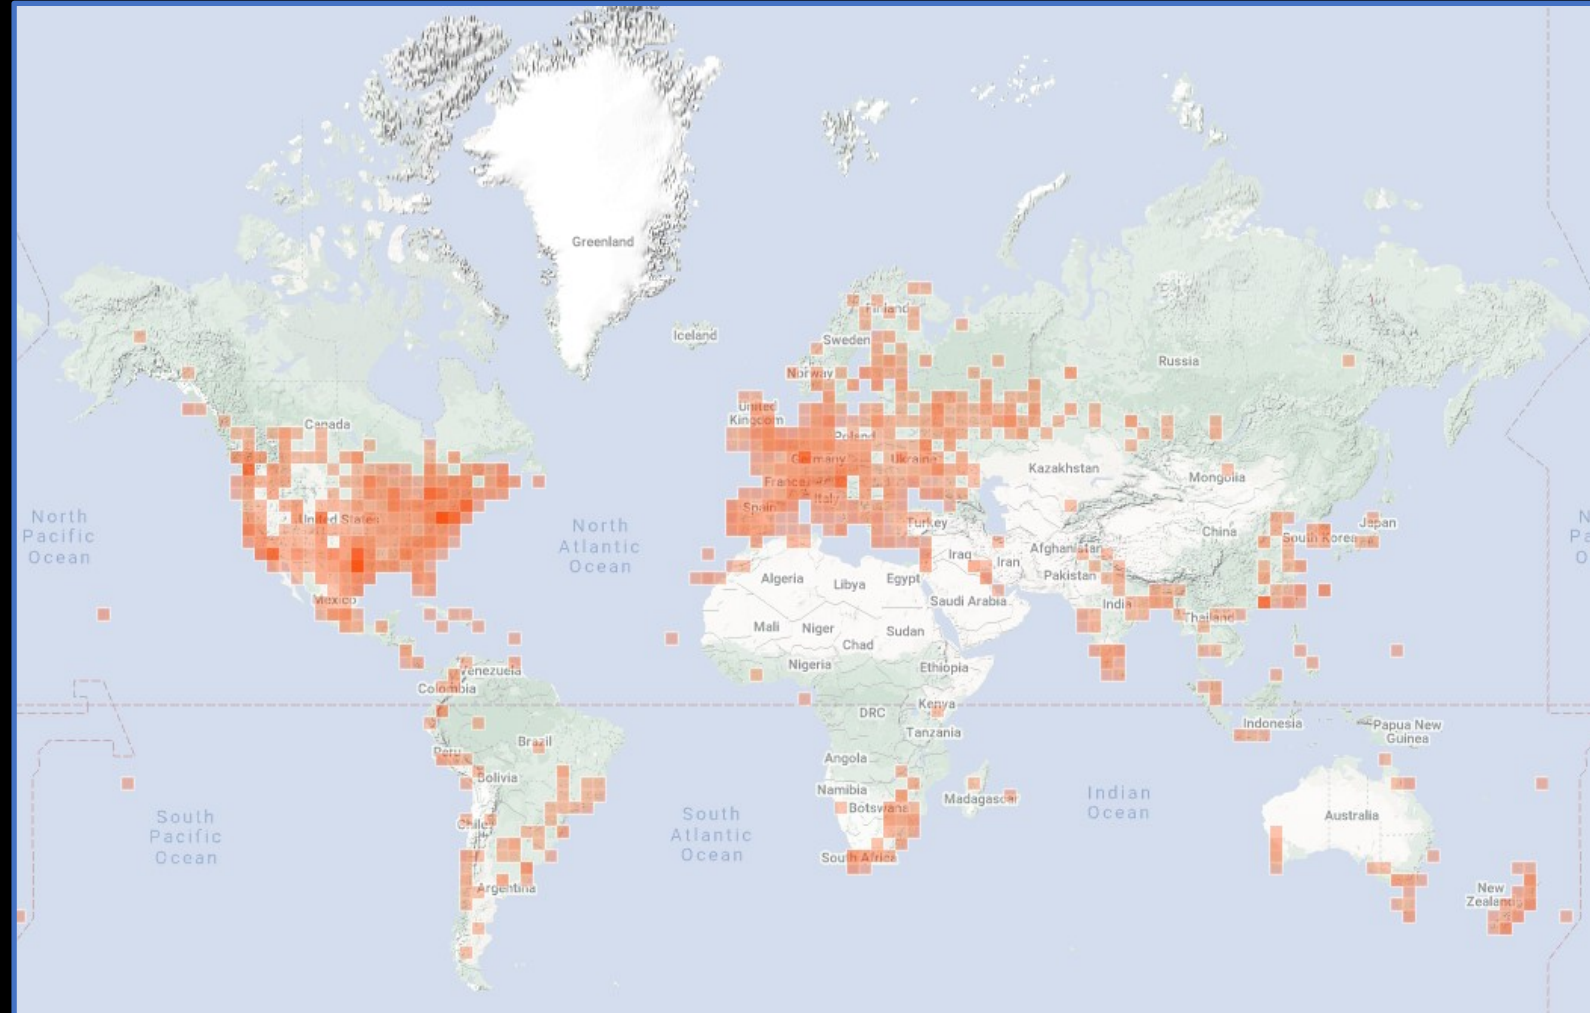 Greenland
Iceland
Finland
Sweden
Norway
Russia
United
Kingdom
Canada
Poland
Germany
Ukraine
Kazakhstan
Mongolia
France
Italy
Spain
North
Pacific
Ocean
United States
North
Atlantic
Ocean
Turkey
China
South Korea
Japan
Iraq
Iran
Afghanistan
Pakistan
Algeria
Libya
Egypt
Saudi Arabia
India
Thailand
Mexico
Mali
Niger
Chad
Sudan
Nigeria
Ethiopia
Venezuela
Colombia
DRC
Kenya
Tanzania
Indonesia
Papua New
Guinea
Brazil
Peru
Bolivia
Angola
Namibia
Botswana
Madagascar
Indian
Ocean
South
Pacific
Ocean
South
Atlantic
Ocean
Chile
Australia
South Africa
Argentina
New
Zealand
N
Pa
O